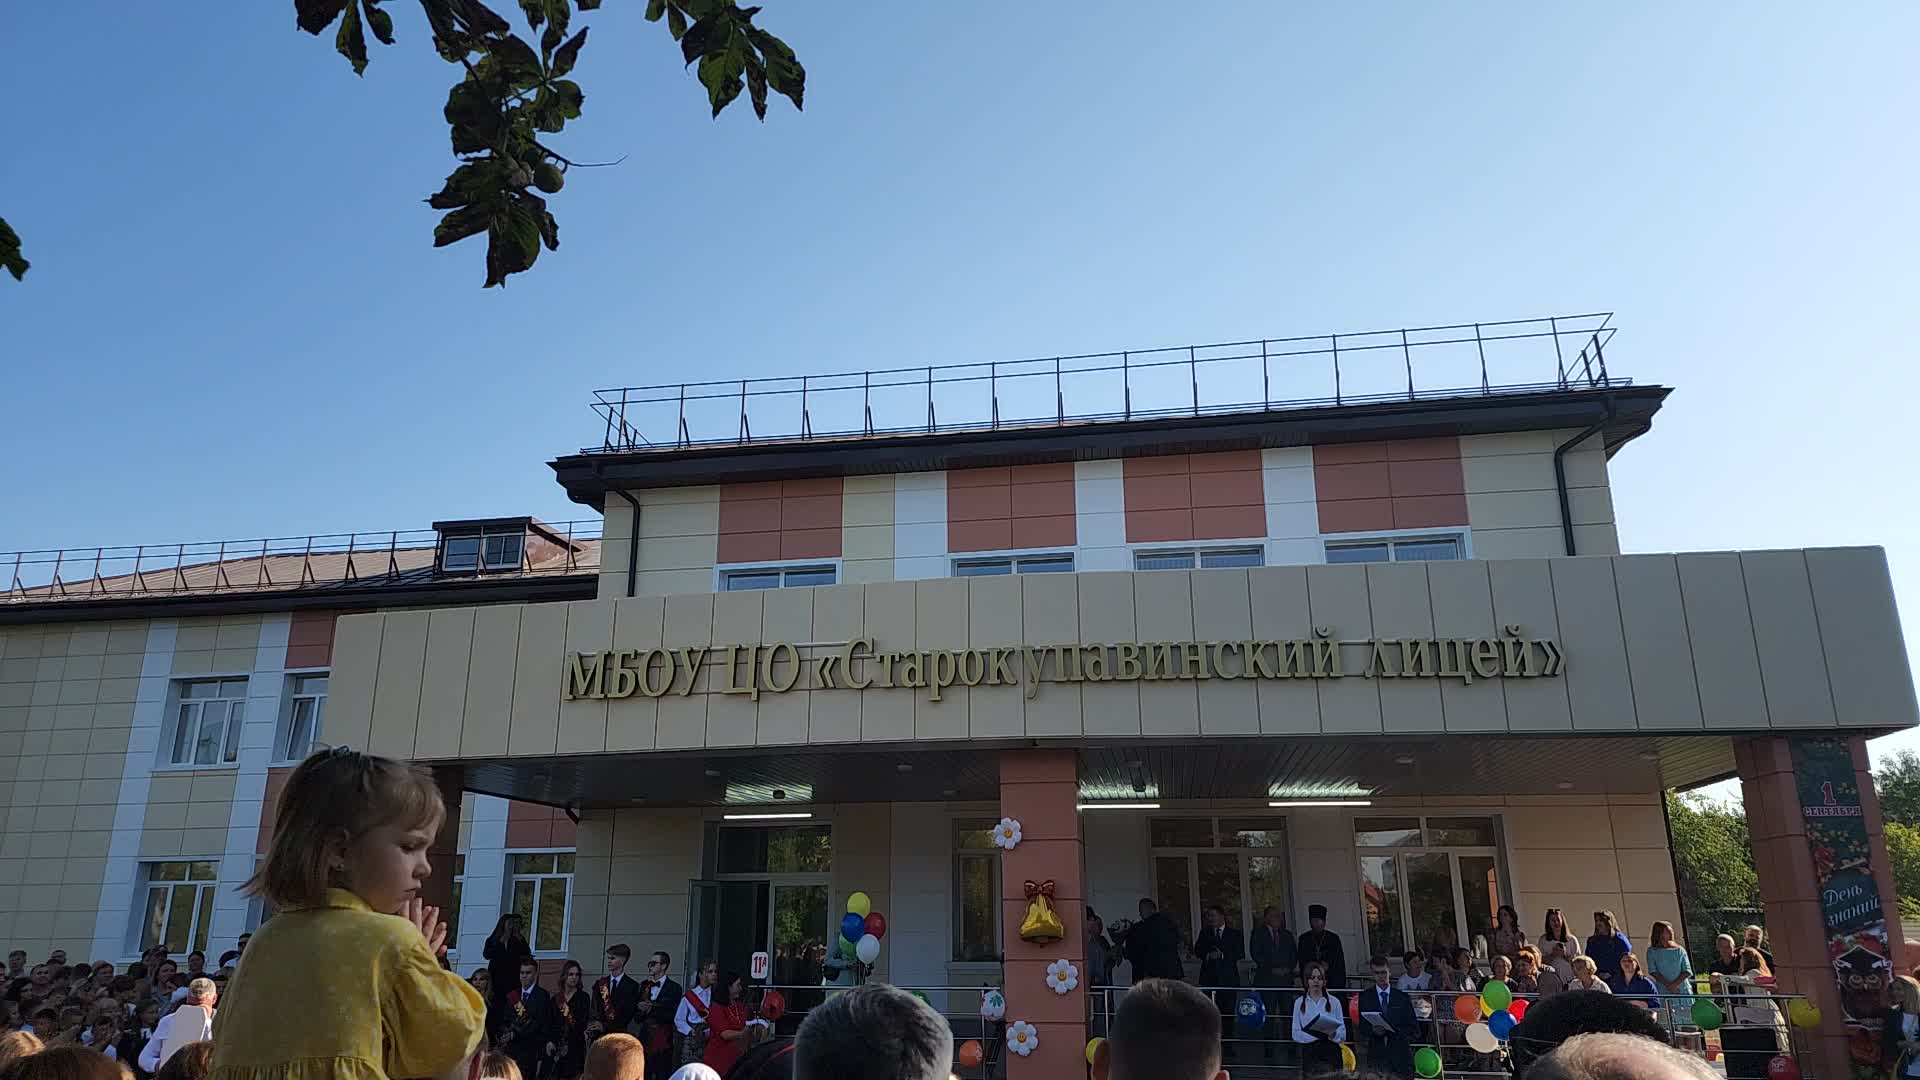 МБОУ ЦО «Старокупавинский лицей»
1
СЕНТЯБРЯ
День
знаний
11А